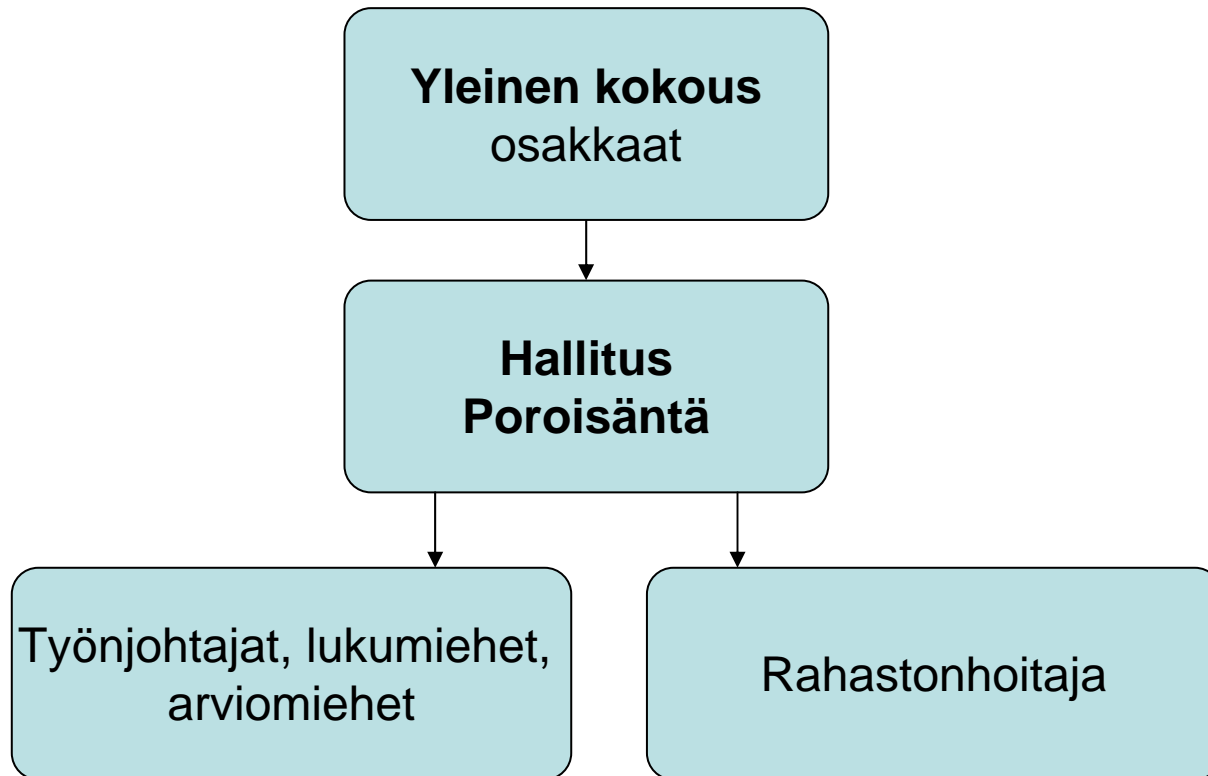 Yleinen kokous
osakkaat
Hallitus
Poroisäntä
Työnjohtajat, lukumiehet,
arviomiehet
Rahastonhoitaja